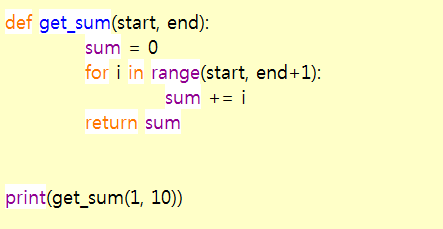 def get_sum(start, end):
        sum = 0
        for i in range(start, end+1):
                sum += i
        return sum
print(get_sum(1, 10))